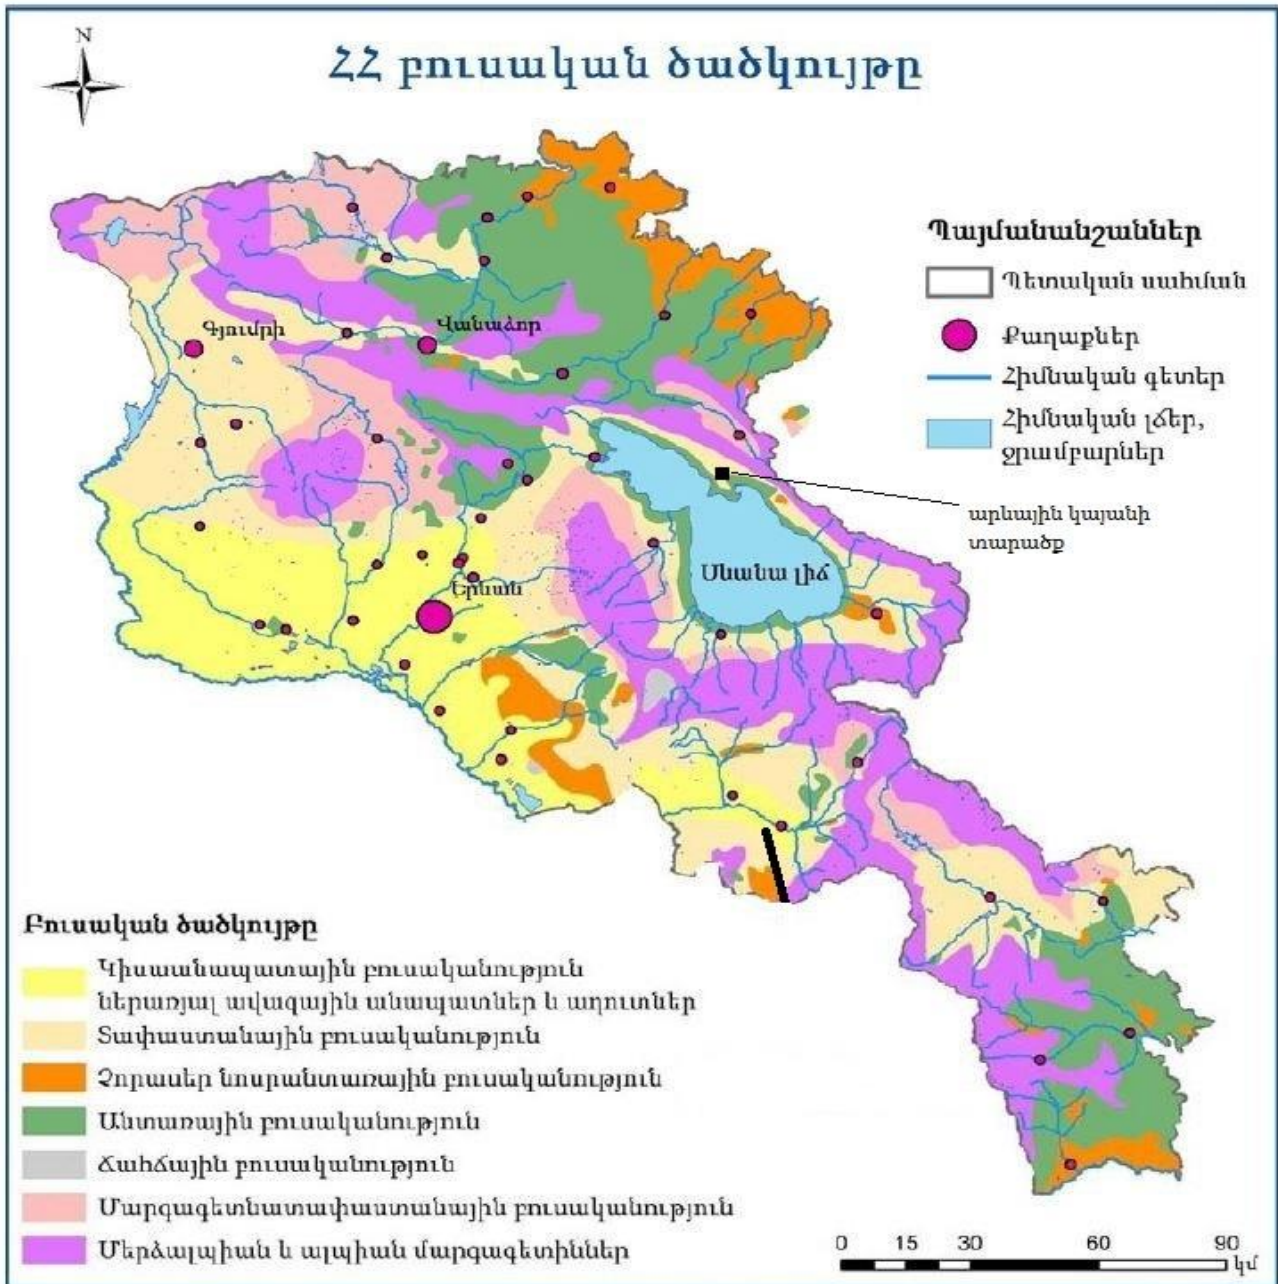 N
ՀՀ բուսական ծածկույթը
Պայմանանշաններ
Պետական սահման
Քաղաքներ
Հիմնական գետեր
Հիմնական լճեր,
ջրամբարներ
արևային կայանի
տարածք
Գյումրի
Վանաձոր
Սևանա լիճ
Երևան
Բուսական ծածկույթը
Կիսաանապատային բուսականություն
ներառյալ ավազային անապատներ և աղուտներ
Տափաստանային բուսականություն
Չորասեր նոսրանտառային բուսականություն
Անտառային բուսականություն
Ճահճային բուսականություն
Մարգագետնատափաստանային բուսականություն
Մերձալպիան և ալպիան մարգագետիններ
0 15 30 60 90
կմ